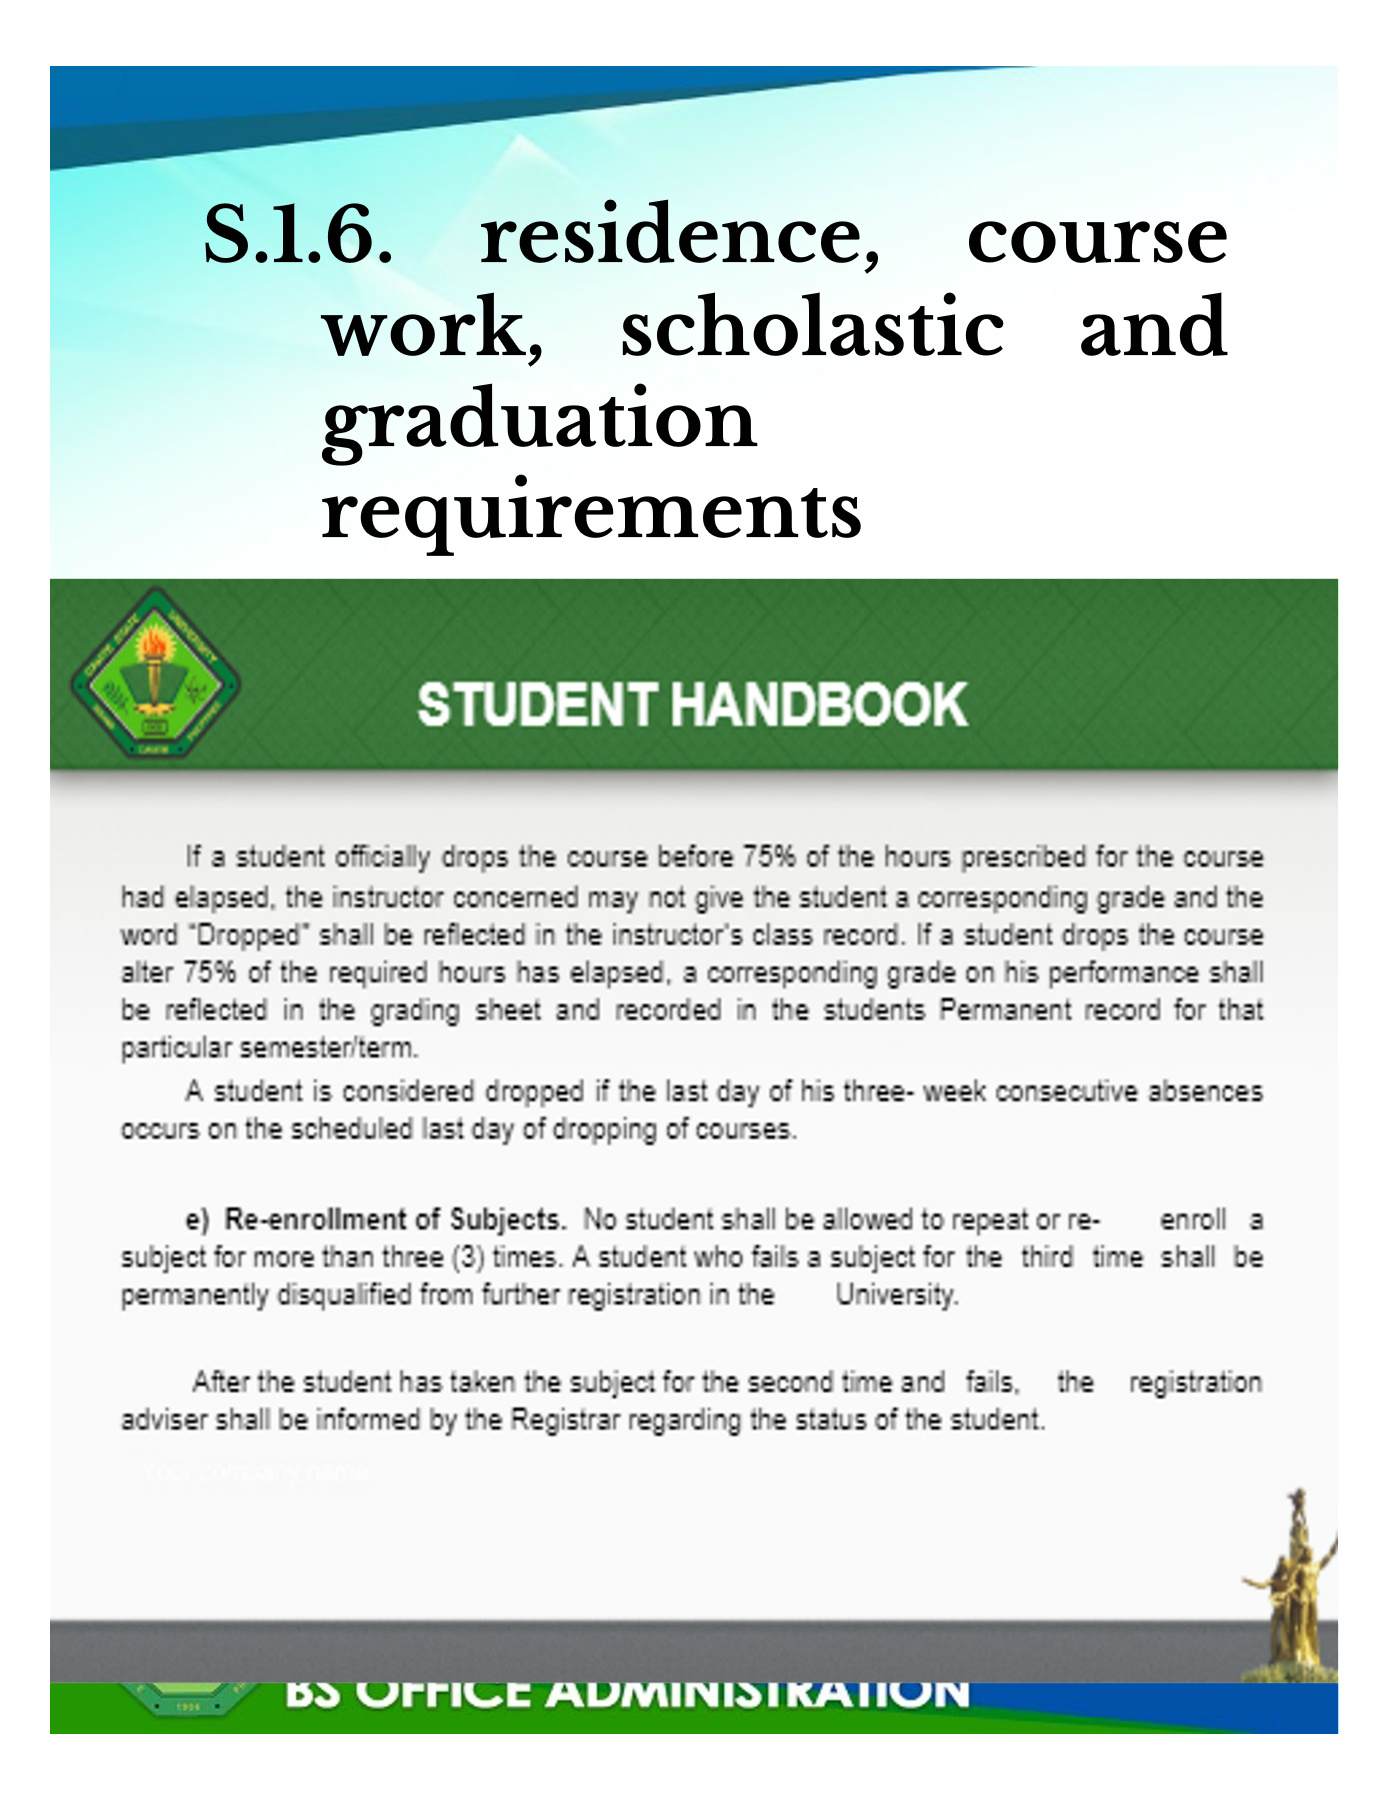 S.1.6. residence, course
work, scholastic and
graduation
requirements
CAVITE STATE UNIVERSITY
CAVITE
STUDENT HANDBOOK
If a student officially drops the course before 75% of the hours prescribed for the course
had elapsed, the instructor concerned may not give the student a corresponding grade and the
word “Dropped” shall be reflected in the instructor's class record. If a student drops the course
alter 75% of the required hours has elapsed, a corresponding grade on his performance shall
be reflected in the grading sheet and recorded in the students Permanent record for that
particular semester/term.
A student is considered dropped if the last day of his three- week consecutive absences
occurs on the scheduled last day of dropping of courses.
e) Re-enrollment of Subjects. No student shall be allowed to repeat or re- enroll a
subject for more than three (3) times. A student who fails a subject for the third time shall be
permanently disqualified from further registration in the University.
After the student has taken the subject for the second time and fails, the registration
adviser shall be informed by the Registrar regarding the status of the student.
Your company name
1906
BS OFFICE ADMINISTRATION